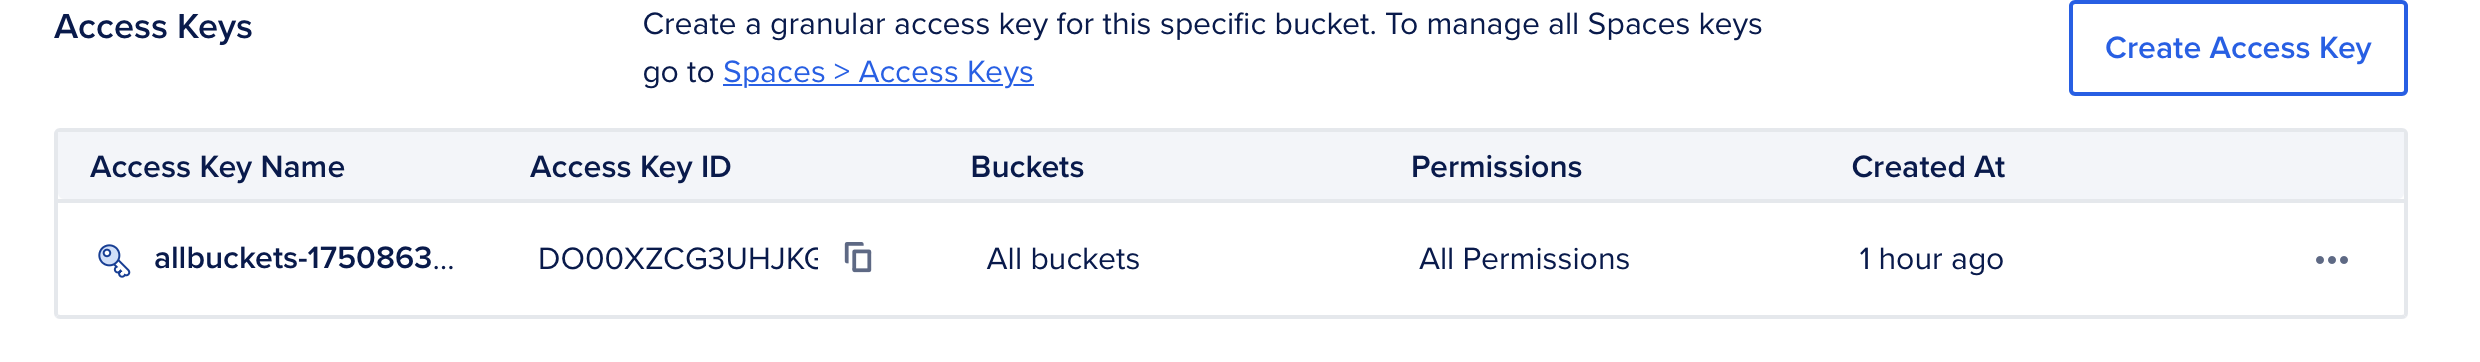 Access Keys
Create a granular access key for this specific bucket. To manage all Spaces keys
go to Spaces > Access Keys
Create Access Key
Access Key Name
Access Key ID
Buckets
Permissions
Created At
allbuckets-1750863...
DO00XZCG3UHJK
All buckets
All Permissions
1 hour ago